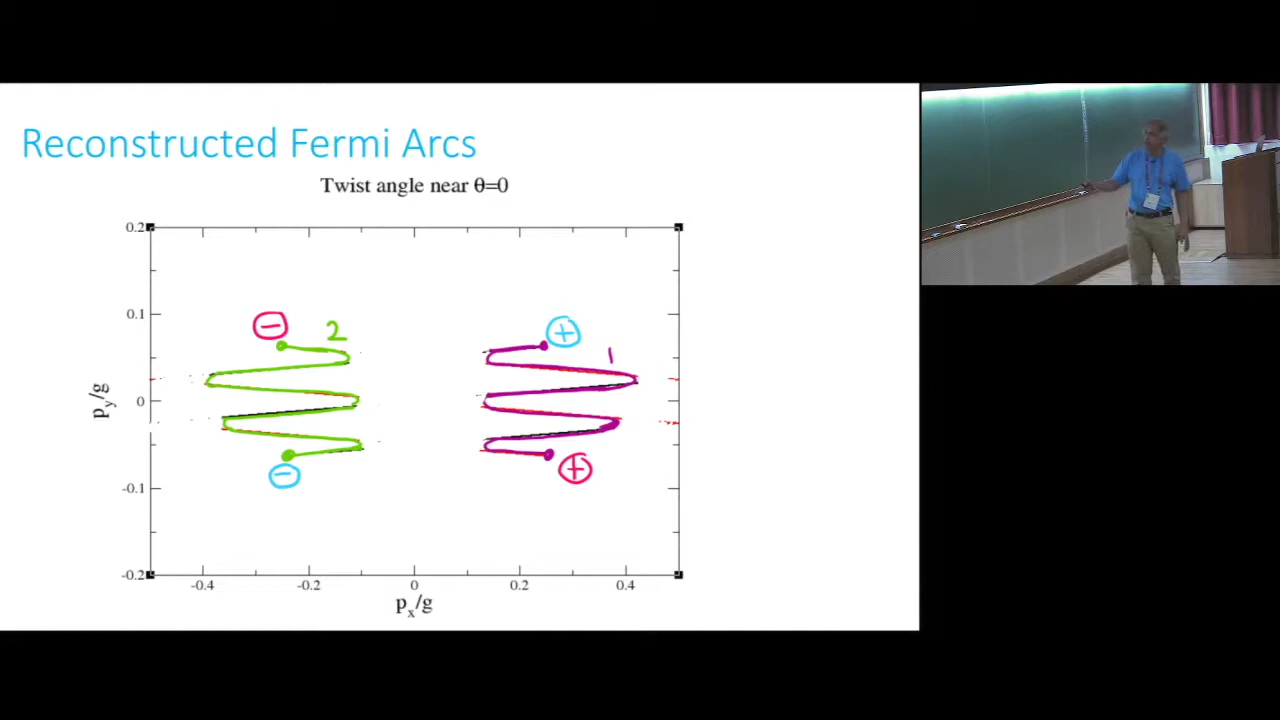 Reconstructed Fermi Arcs
Twist angle near θ=0
0.2
0.1
0
-0.1
-0.2
p_y/g
- 2 +
1
- +
-0.4 -0.2 0 0.2 0.4
p_x/g